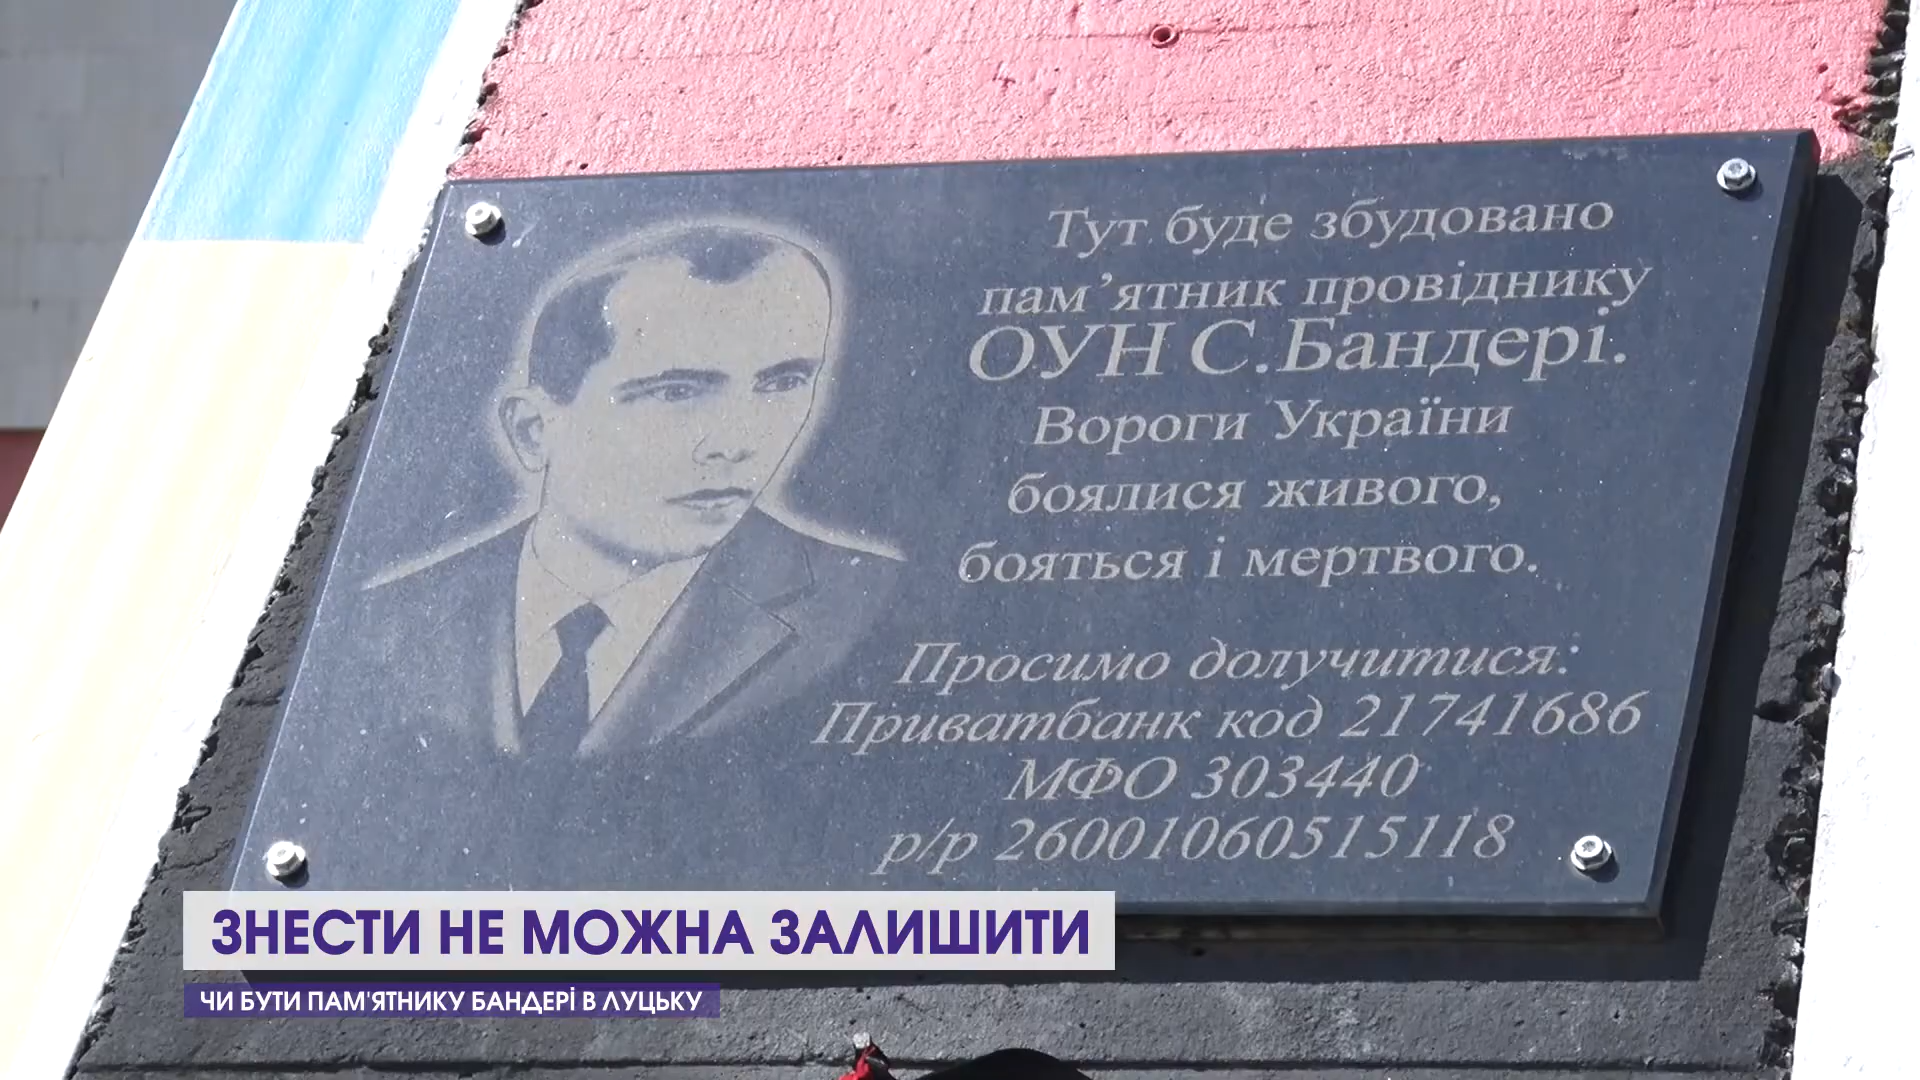 Тут буде збудовано
пам’ятник провіднику
ОУН С.Бандері.
Вороги України
боялися живого,
бояться і мертвого.
Просимо долучитися:
Приватбанк код 21741686
МФО 303440
р/р 26001060515118
ЗНЕСТИ НЕ МОЖНА ЗАЛИШИТИ
ЧИ БУТИ ПАМ'ЯТНИКУ БАНДЕРІ В ЛУЦЬКУ